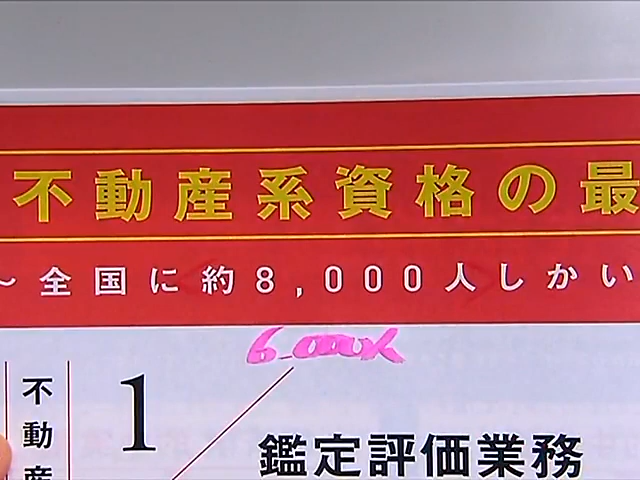 不動産系資格の最
~全国に約8,000人しかい
6,000人
不動産
1
鑑定評価業務